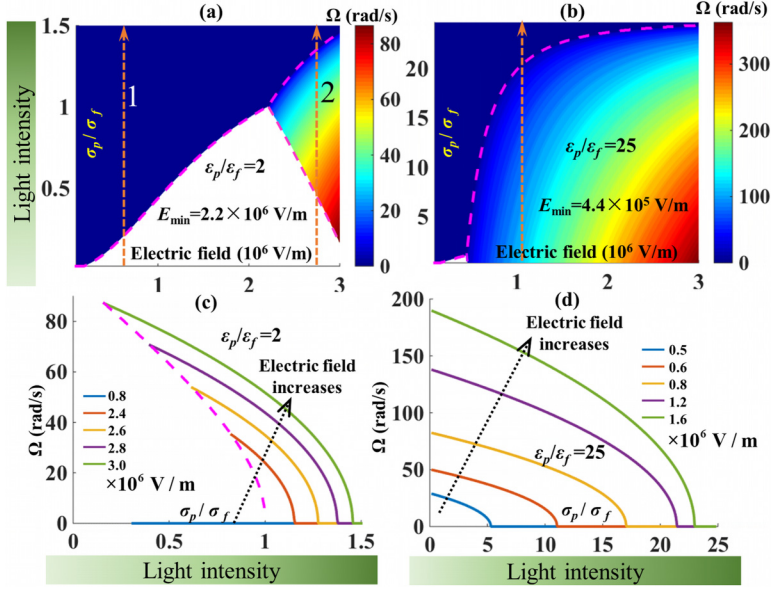 (a)
Ω (rad/s)
1.5
1
0.5
σp/σf
1
2
εp/εf=2
Emin=2.2×10⁶ V/m
Electric field (10⁶ V/m)
1
2
3
80
60
40
20
0
Light intensity
(b)
Ω (rad/s)
20
15
10
5
σp/σf
εp/εf=25
Emin=4.4×10⁵ V/m
Electric field (10⁶ V/m)
1
2
3
300
200
100
0
(c)
100
80
60
40
20
0
Ω (rad/s)
εp/εf=2
Electric field
increases
0.8
2.4
2.6
2.8
3.0
×10⁶ V / m
σp/σf
0
0.5
1
1.5
Light intensity
(d)
200
150
100
50
0
Ω (rad/s)
Electric field
increases
0.5
0.6
0.8
1.2
1.6
×10⁶ V / m
εp/εf=25
σp/σf
0
5
10
15
20
25
Light intensity